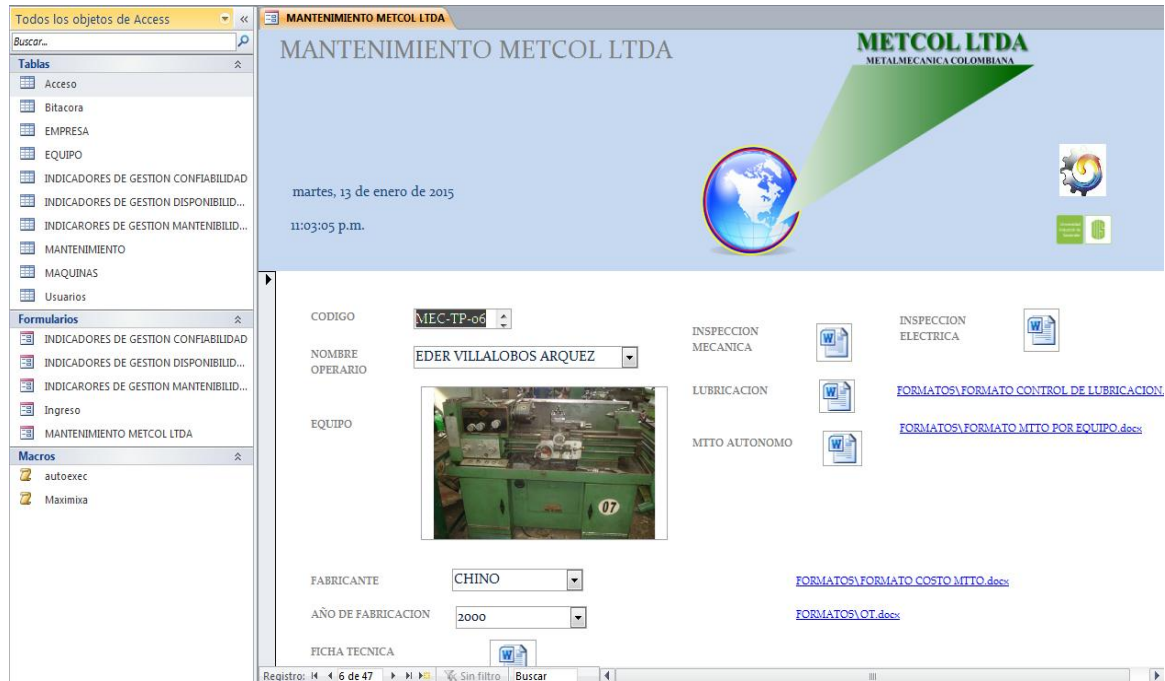 Todos los objetos de Access
Buscar...
Tablas
Acceso
Bitacora
EMPRESA
EQUIPO
INDICADORES DE GESTION CONFIABILIDAD
INDICADORES DE GESTION DISPONIBILID...
INDICARORES DE GESTION MANTENIBILID...
MANTENIMIENTO
MAQUINAS
Usuarios
Formularios
INDICADORES DE GESTION CONFIABILIDAD
INDICADORES DE GESTION DISPONIBILID...
INDICARORES DE GESTION MANTENIBILID...
Ingreso
MANTENIMIENTO METCOL LTDA
Macros
autoexec
Maximixa
MANTENIMIENTO METCOL LTDA
MANTENIMIENTO METCOL LTDA
METCOL LTDA
METALMECANICA COLOMBIANA
martes, 13 de enero de 2015
11:03:05 p.m.
CODIGO
MEC-TP-06
NOMBRE
OPERARIO
EDER VILLALOBOS ARQUEZ
EQUIPO
07
INSPECCION
MECANICA
INSPECCION
ELECTRICA
LUBRICACION
FORMATOS\FORMATO CONTROL DE LUBRICACION.
MTTO AUTONOMO
FORMATOS\FORMATO MTTO POR EQUIPO.docx
FABRICANTE
CHINO
FORMATOS\FORMATO COSTO MTTO.docx
AÑO DE FABRICACION
2000
FORMATOS\OT.docx
FICHA TECNICA
Registro: 6 de 47 Sin filtro Buscar